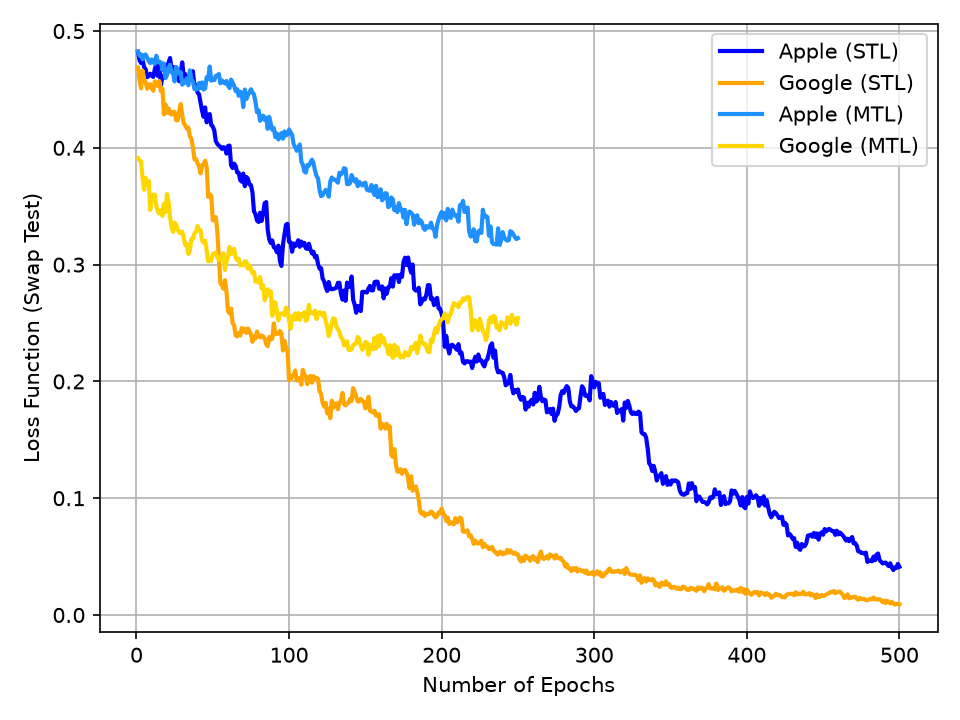 0.5
0.4
0.3
0.2
0.1
0.0
Loss Function (Swap Test)
Apple (STL)
Google (STL)
Apple (MTL)
Google (MTL)
0 100 200 300 400 500
Number of Epochs